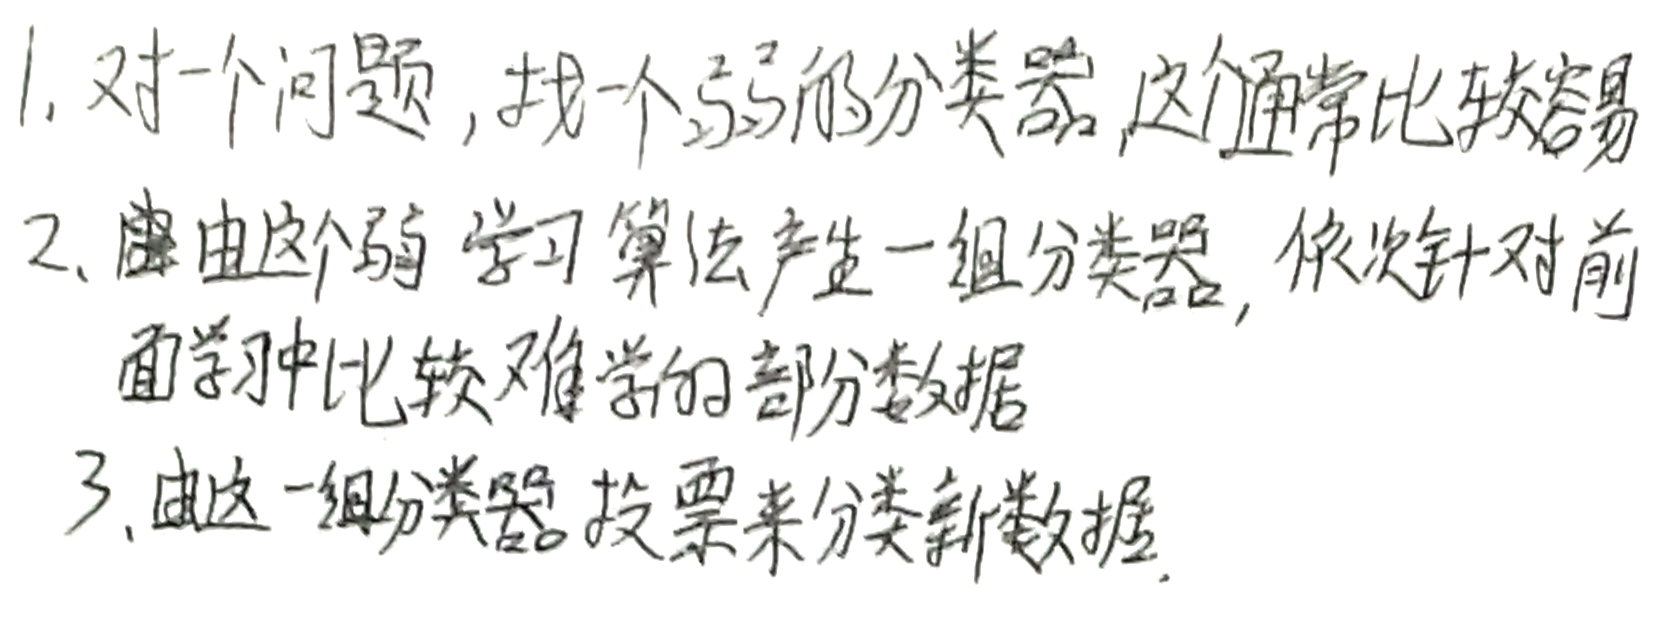 1. 对一个问题,找一个弱的分类器,这个通常比较容易
2、由这个弱学习算法产生一组分类器,依次针对前
面学习中比较难学的部分数据
3、由这一组分类器投票来分类新数据.